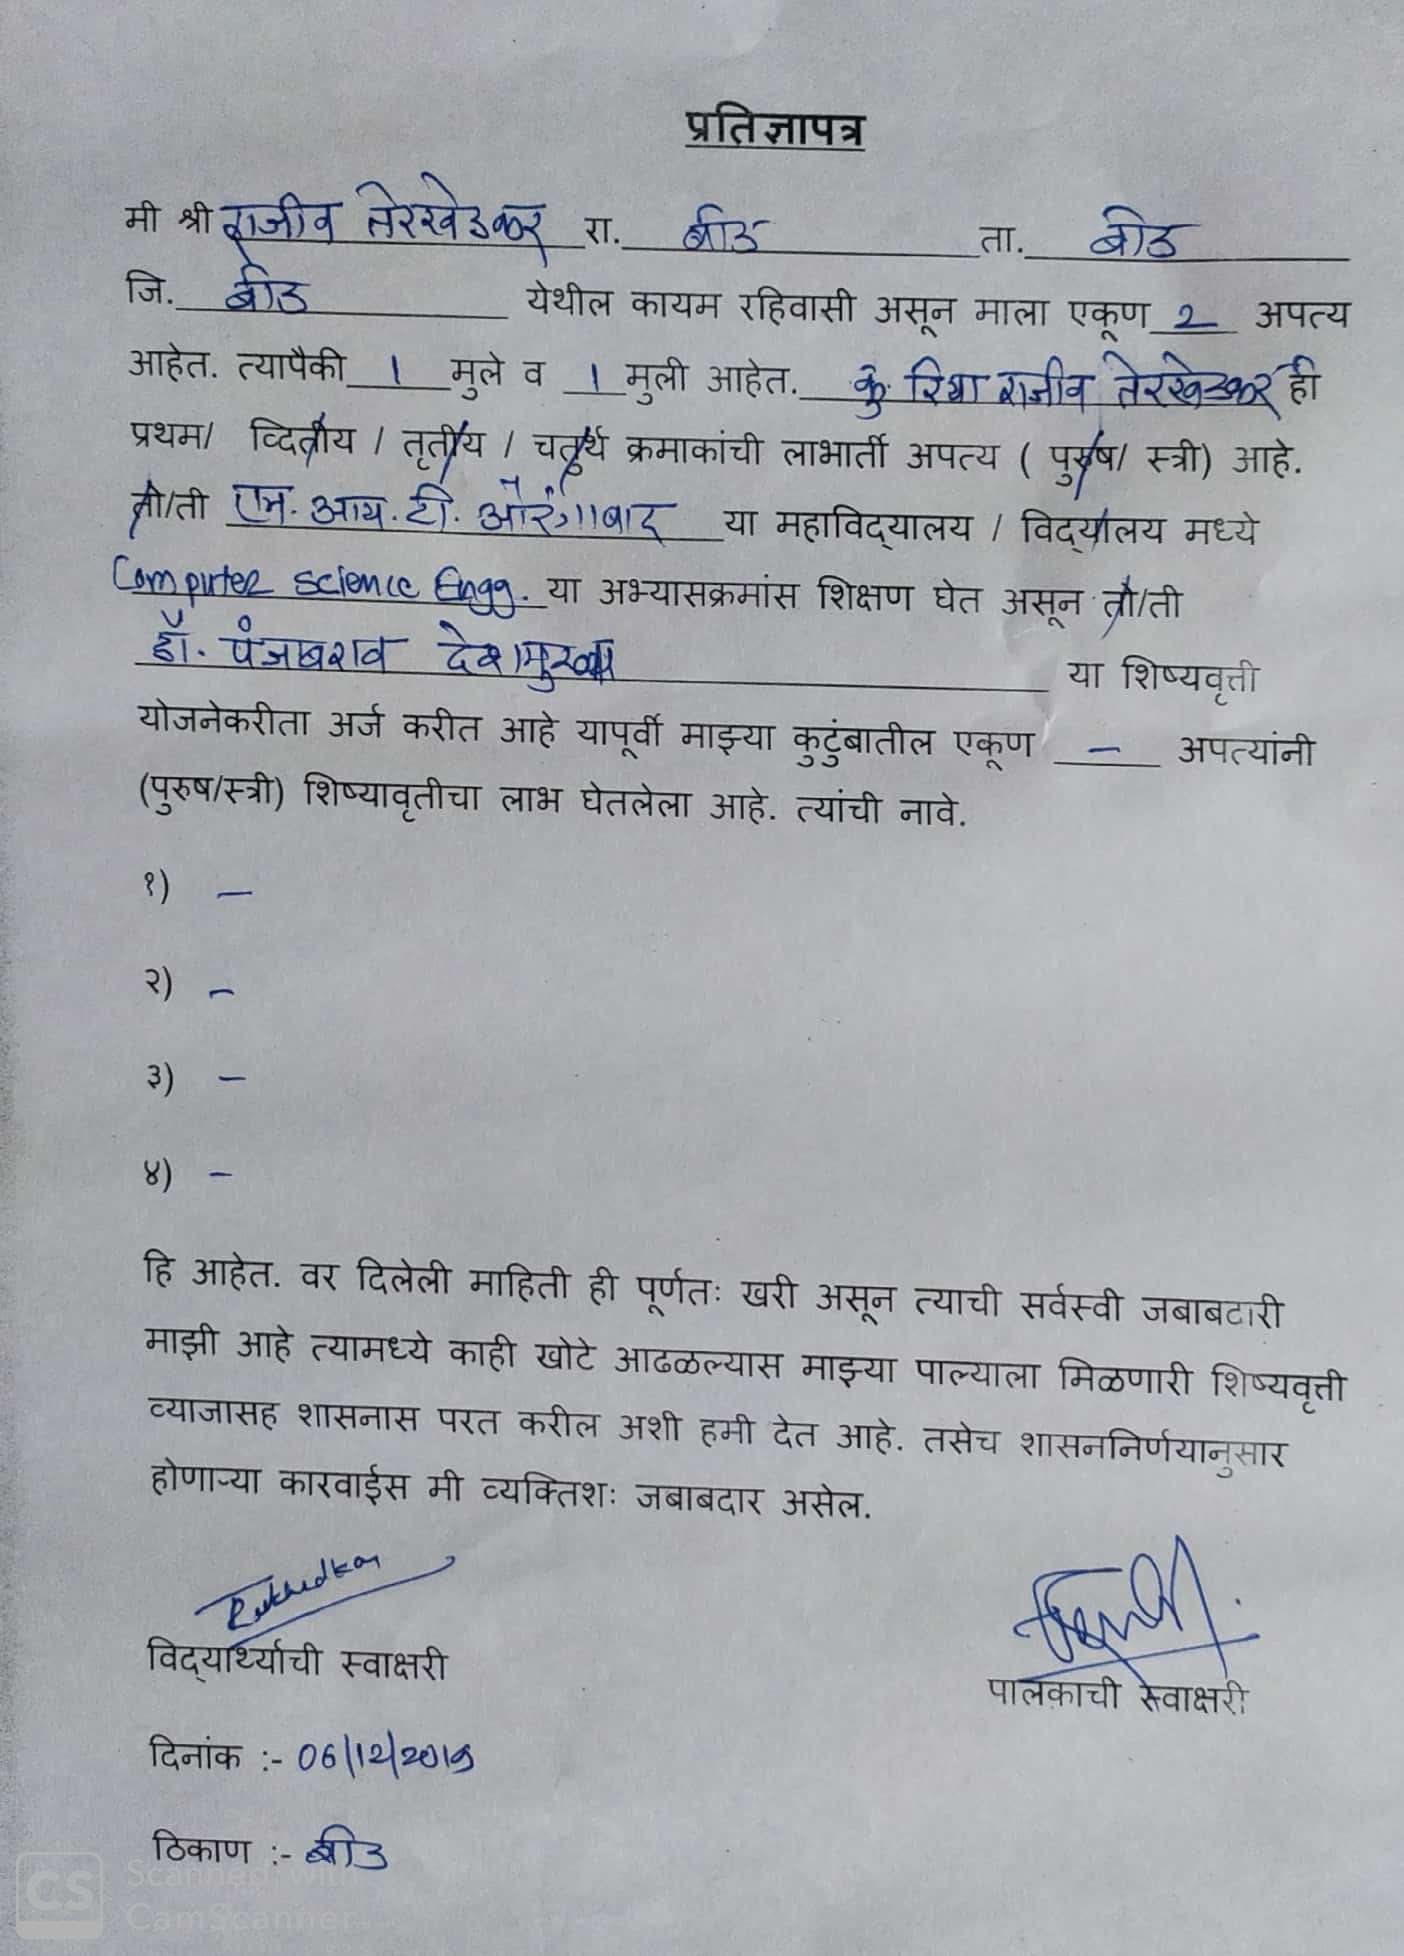 प्रतिज्ञापत्र
मी श्री राजीव तेरखेडकर रा. बीड ता. बीड
जि. बीड येथील कायम रहिवासी असून माला एकूण 2 अपत्य
आहेत. त्यापैकी 1 मुले व 1 मुली आहेत. कु. रिया राजीव तेरखेडकर ही
प्रथम/ व्दितीय / तृतीय / चतुर्थ क्रमाकांची लाभार्ती अपत्य ( पुरुष/ स्त्री) आहे.
तो/ती एम. आय. टी. औरंगाबाद या महाविद्यालय / विद्यालय मध्ये
Computer Science Engg. या अभ्यासक्रमांस शिक्षण घेत असून तो/ती
डॉ. पंजाबराव देशमुख या शिष्यवृत्ती
योजनेकरीता अर्ज करीत आहे यापूर्वी माझ्या कुटुंबातील एकूण – अपत्यांनी
(पुरुष/स्त्री) शिष्यावृतीचा लाभ घेतलेला आहे. त्यांची नावे.
१) –
२) –
३) –
४) –
हि आहेत. वर दिलेली माहिती ही पूर्णतः खरी असून त्याची सर्वस्वी जबाबटारी
माझी आहे त्यामध्ये काही खोटे आढळल्यास माझ्या पाल्याला मिळणारी शिष्यवृत्ती
व्याजासह शासनास परत करील अशी हमी देत आहे. तसेच शासननिर्णयानुसार
होणाऱ्या कारवाईस मी व्यक्तिशः जबाबदार असेल.
विद्यार्थ्याची स्वाक्षरी
पालकाची स्वाक्षरी
दिनांक :- 06/12/2019
ठिकाण :- बीड
CS Scanned with
CamScanner